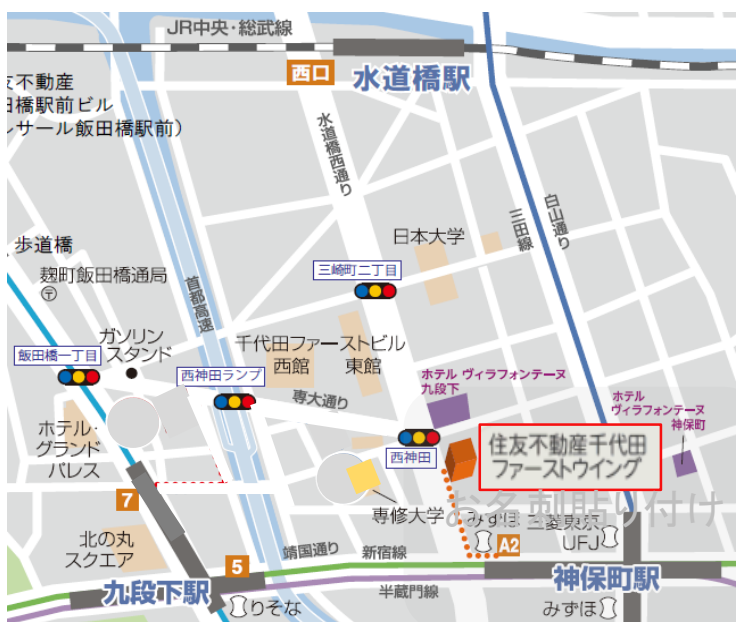 JR中央・総武線
西口
水道橋駅
友不動産
田橋駅前ビル
ルサール飯田橋駅前）
水道橋西通り
白山通り
三田線
歩道橋
日本大学
麹町飯田橋通局
〒
三崎町二丁目
首都高速
ガソリン
スタンド
飯田橋一丁目
千代田ファーストビル
西館
東館
西神田ランプ
ホテル ヴィラフォンテーヌ
九段下
専大通り
ホテル
ヴィラフォンテーヌ
神保町
ホテル・
グランド
パレス
西神田
住友不動産千代田
ファーストウイング
7
専修大学
お名刺貼り付け
みずほ
三菱東京
UFJ
A2
北の丸
スクエア
靖国通り
新宿線
5
九段下駅
神保町駅
半蔵門線
りそな
みずほ